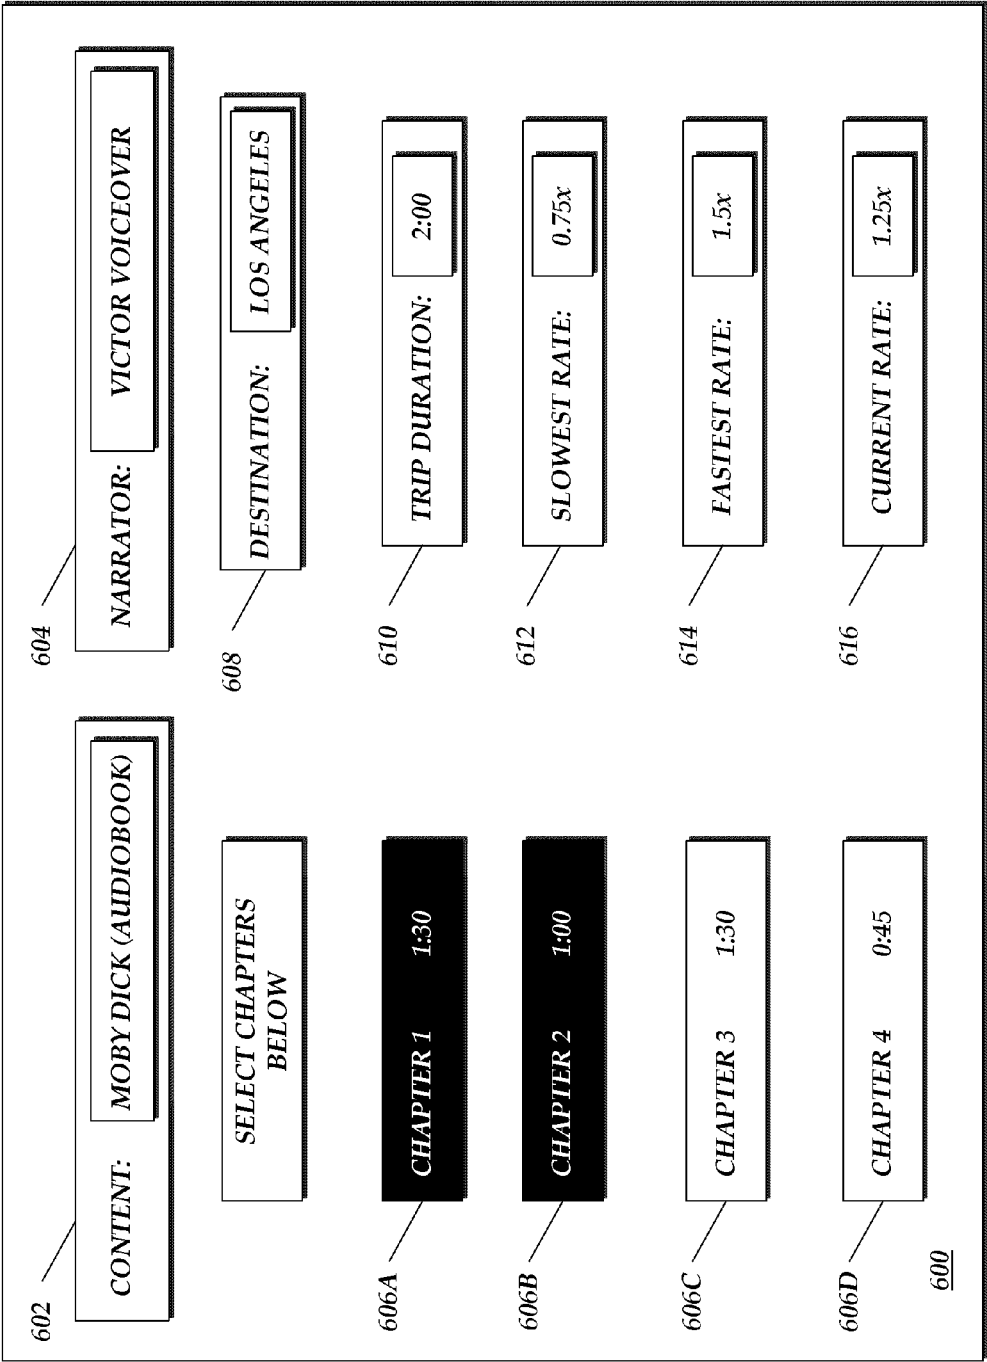 602
CONTENT: MOBY DICK (AUDIOBOOK)
604
NARRATOR: VICTOR VOICEOVER
SELECT CHAPTERS
BELOW
606A
CHAPTER 1 1:30
606B
CHAPTER 2 1:00
606C
CHAPTER 3 1:30
606D
CHAPTER 4 0:45
608
DESTINATION: LOS ANGELES
610
TRIP DURATION: 2:00
612
SLOWEST RATE: 0.75x
614
FASTEST RATE: 1.5x
616
CURRENT RATE: 1.25x
600